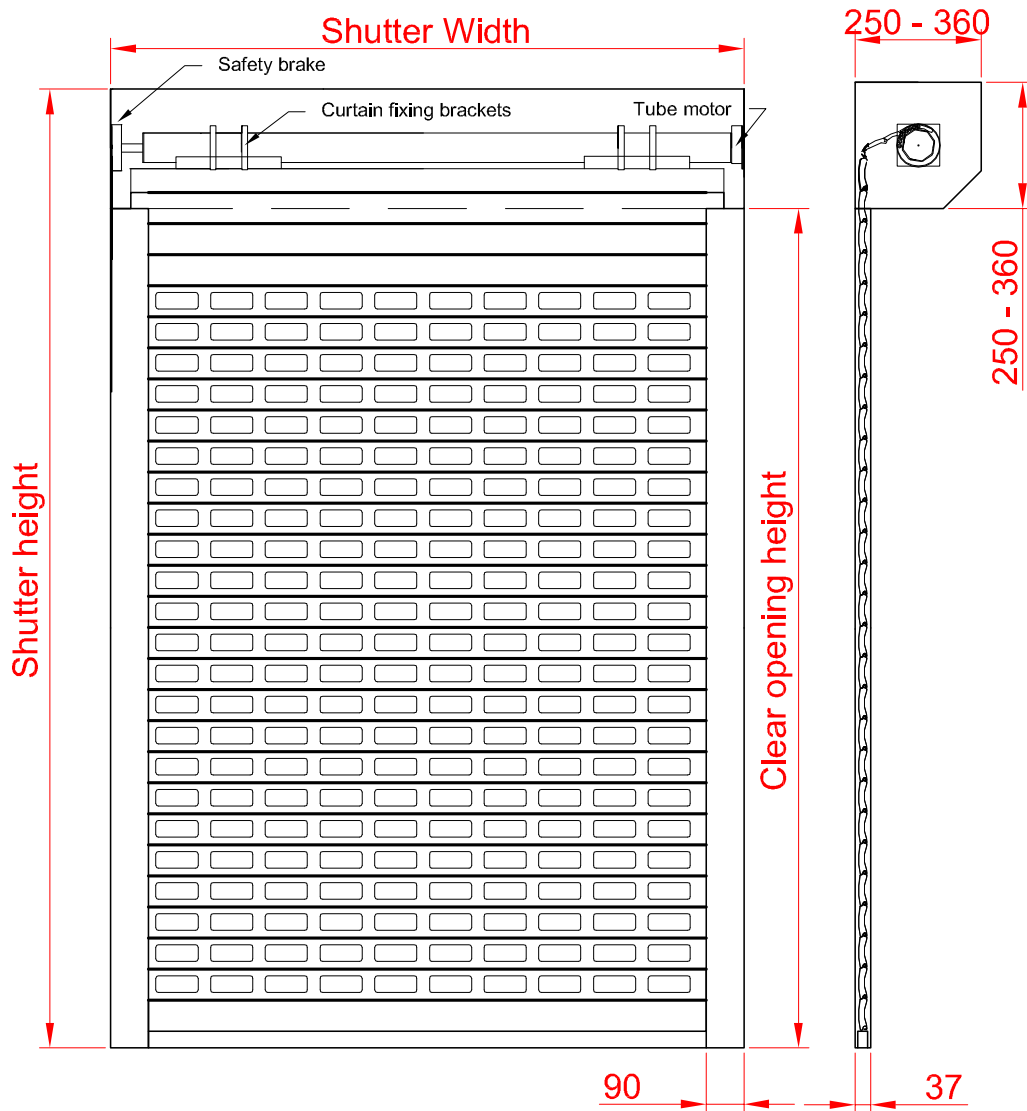 Shutter Width
250 - 360
Safety brake
Curtain fixing brackets
Tube motor
250 - 360
Shutter height
Clear opening height
90
37